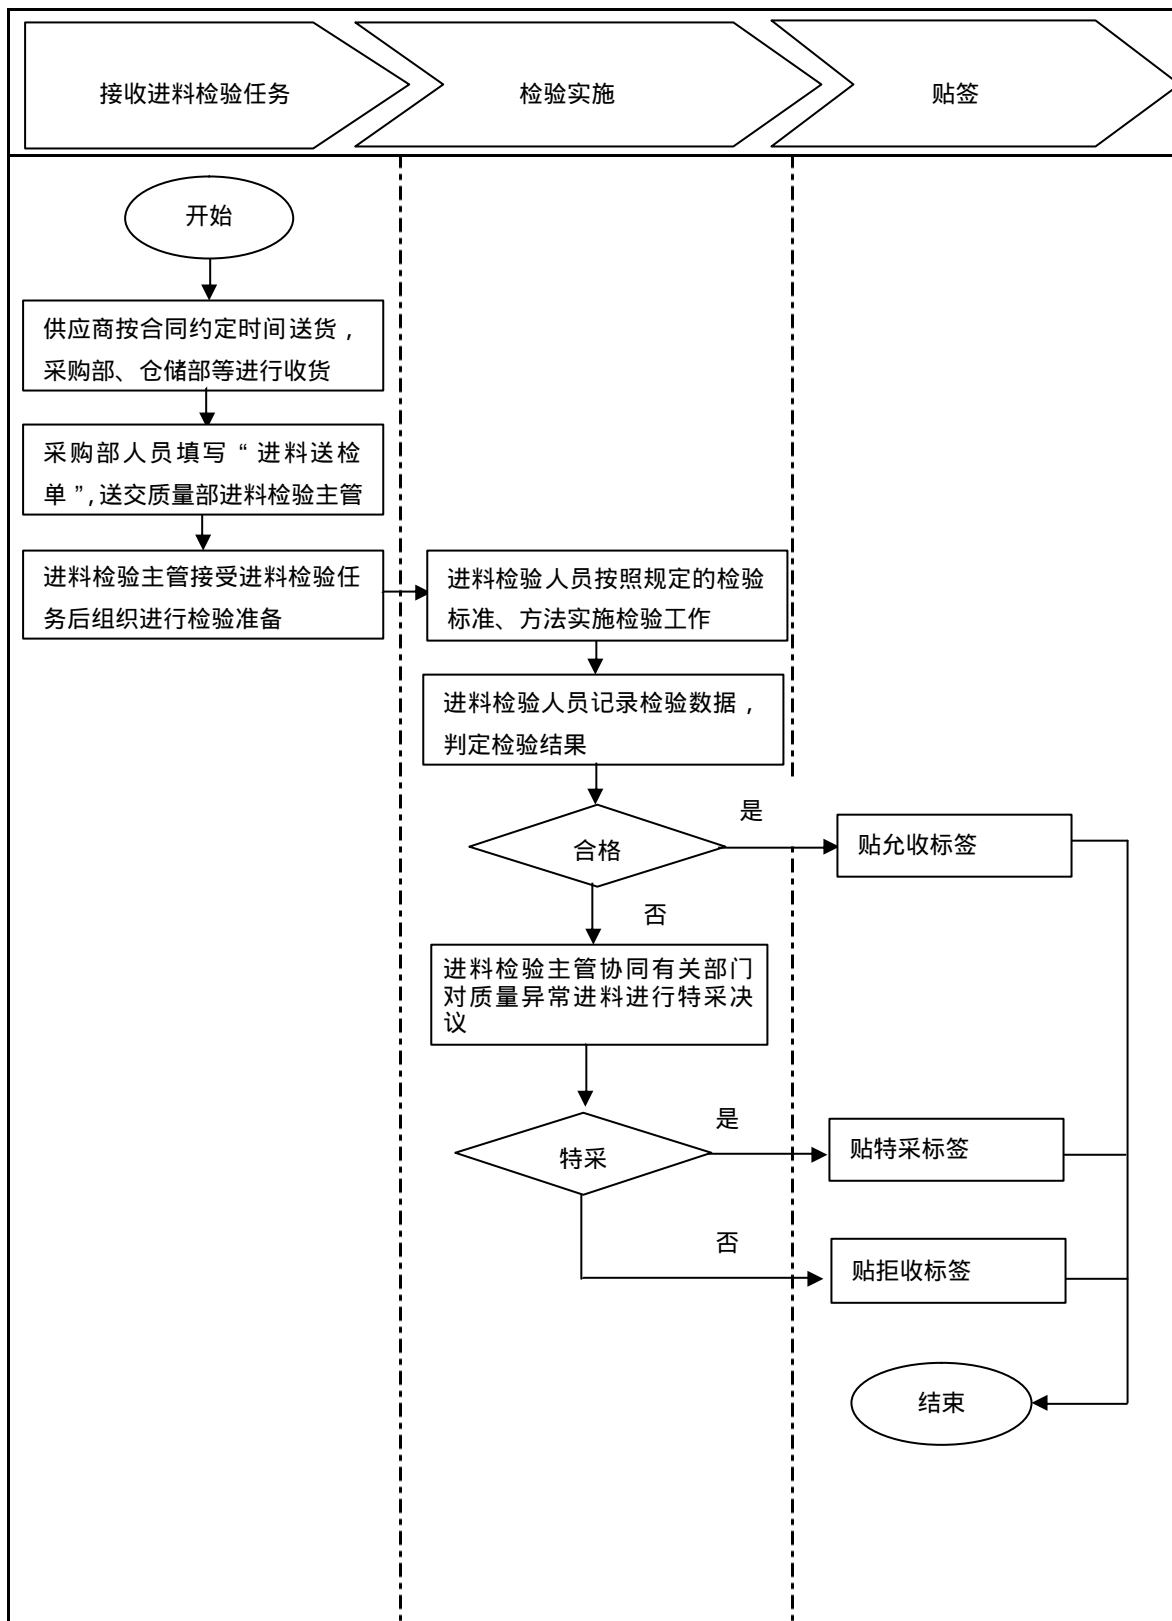 接收进料检验任务
检验实施
贴签
开始
供应商按合同约定时间送货，
采购部、仓储部等进行收货
采购部人员填写“进料送检
单”,送交质量部进料检验主管
进料检验主管接受进料检验任
务后组织进行检验准备
进料检验人员按照规定的检验
标准、方法实施检验工作
进料检验人员记录检验数据，
判定检验结果
合格
是
贴允收标签
否
进料检验主管协同有关部门
对质量异常进料进行特采决
议
特采
是
贴特采标签
否
贴拒收标签
结束